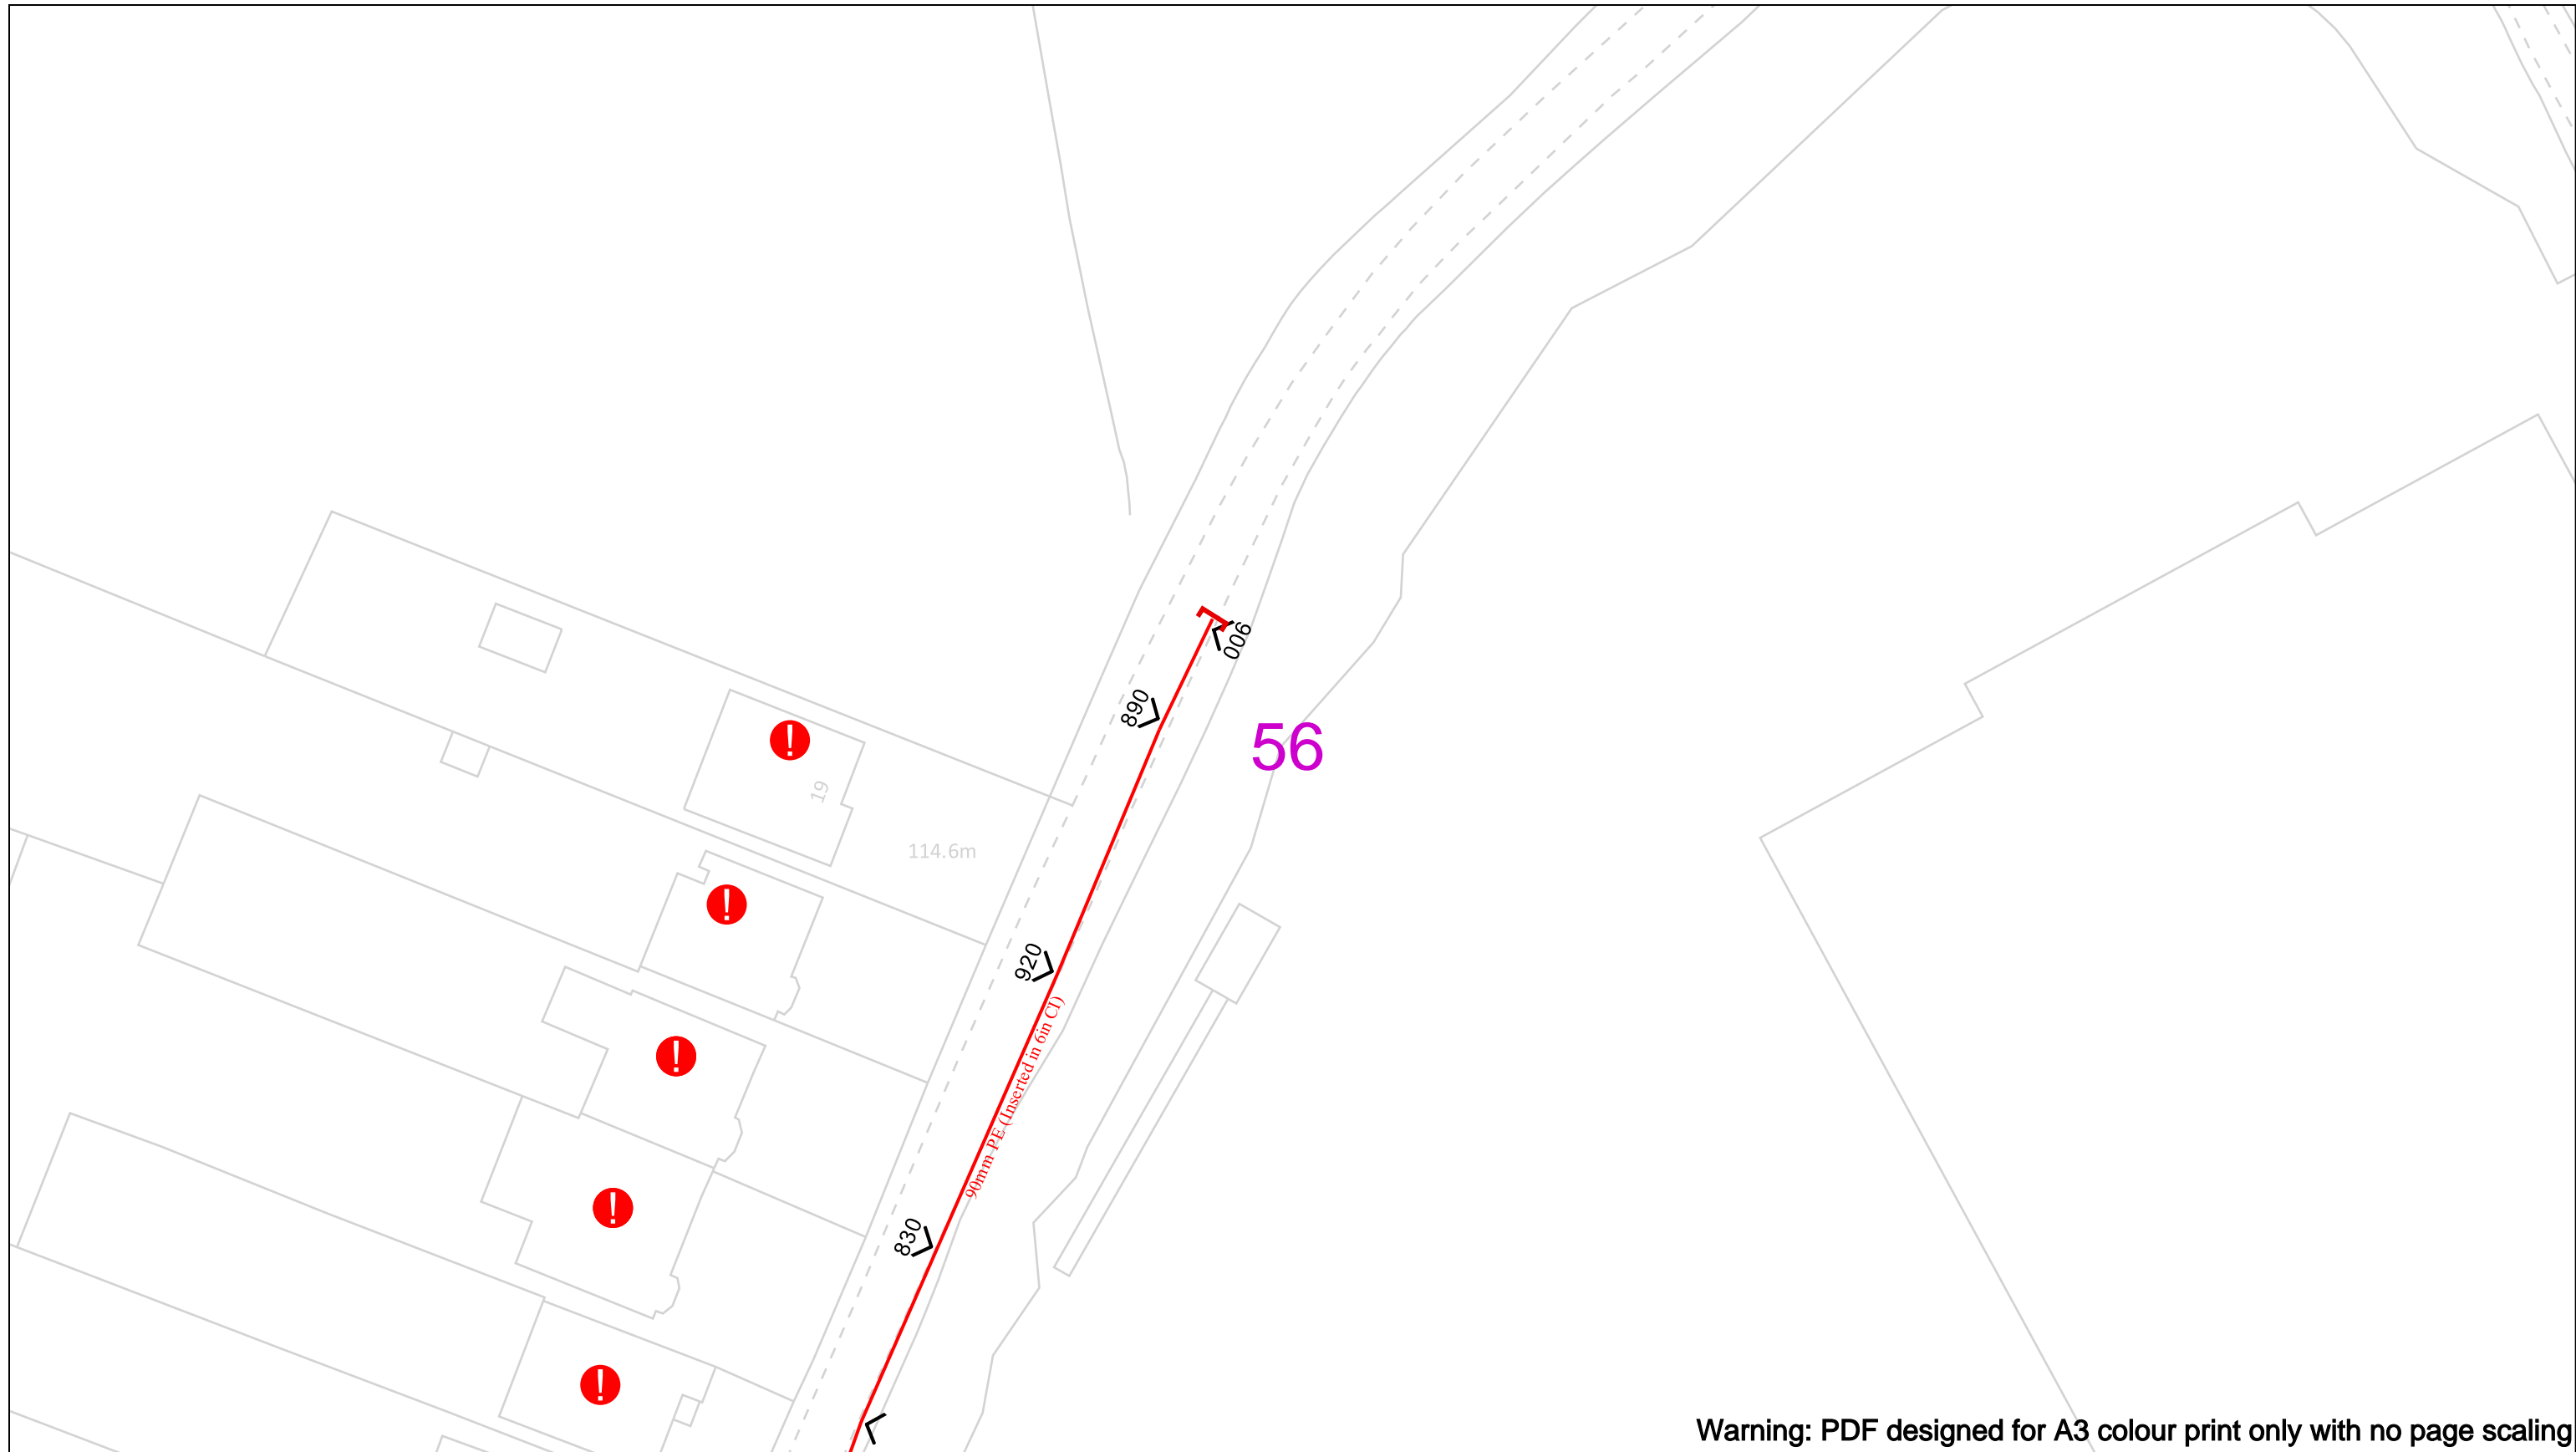 900
890
56
19
114.6m
920
90mm PE (Inserted in 6in CI)
830
Warning: PDF designed for A3 colour print only with no page scaling